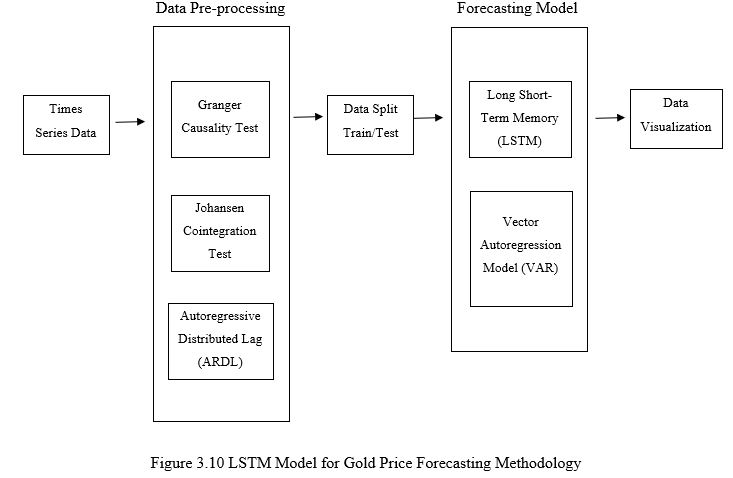 Data Pre-processing
Forecasting Model
Times
Series Data
Granger
Causality Test
Johansen
Cointegration
Test
Autoregressive
Distributed Lag
(ARDL)
Data Split
Train/Test
Long Short-
Term Memory
(LSTM)
Vector
Autoregression
Model (VAR)
Data
Visualization
Figure 3.10 LSTM Model for Gold Price Forecasting Methodology